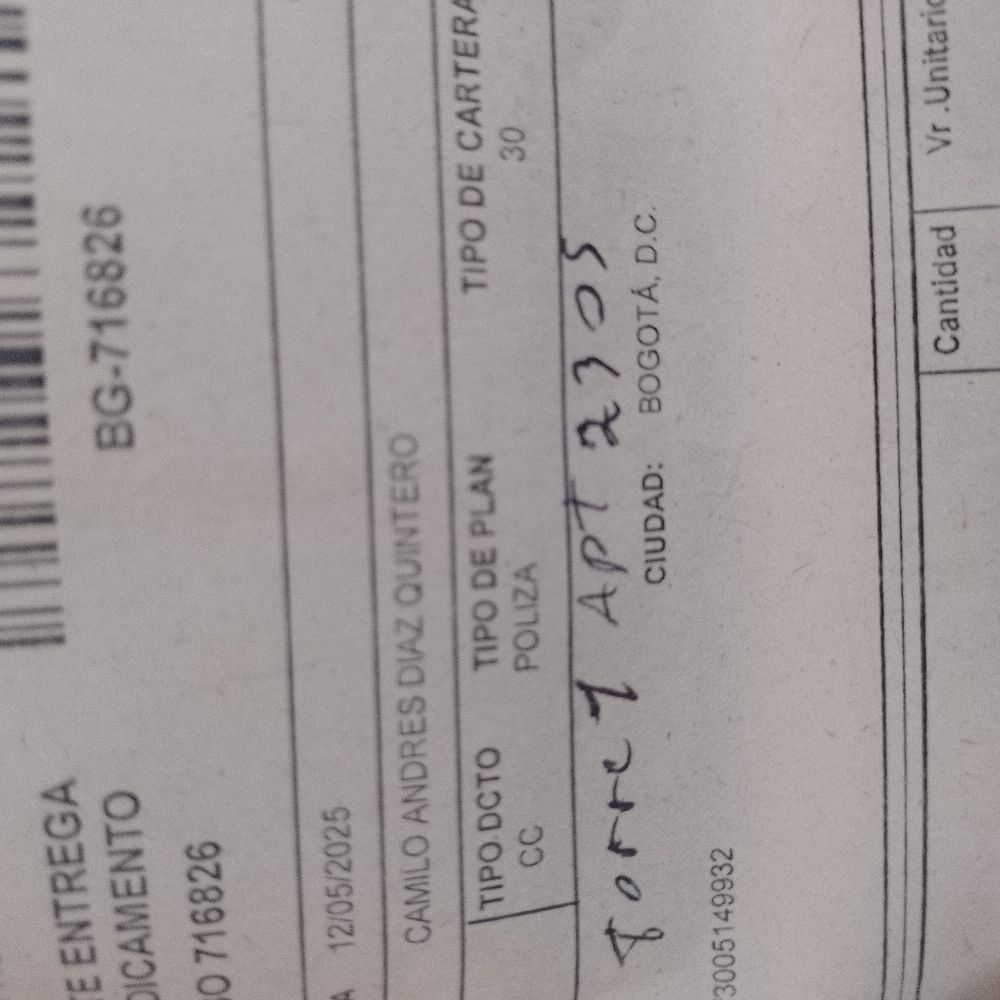 BG-716826
TE ENTREGA
DICAMENTO
716826
12/05/2025
CAMILO ANDRES DIAZ QUINTERO
TIPO DCTO TIPO DE PLAN TIPO DE CARTERA
CC POLIZA 30
Torre 1 APT 2305
CIUDAD: BOGOTÁ, D.C.
3005149932
Cantidad Vr .Unitario